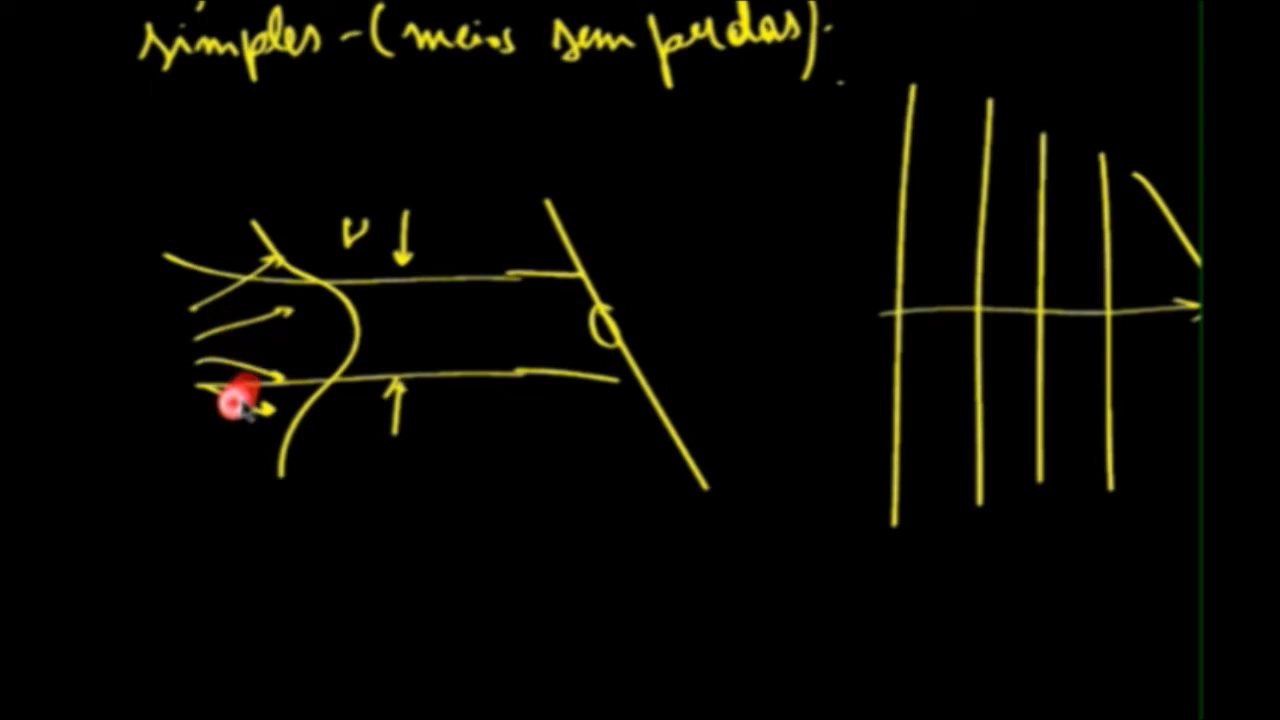 simples - (meios sem perdas).
ν